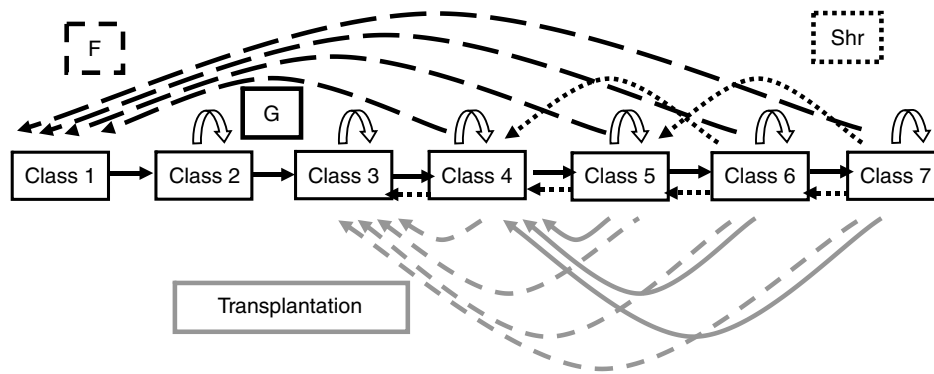 F
Shr
G
Class 1
Class 2
Class 3
Class 4
Class 5
Class 6
Class 7
Transplantation